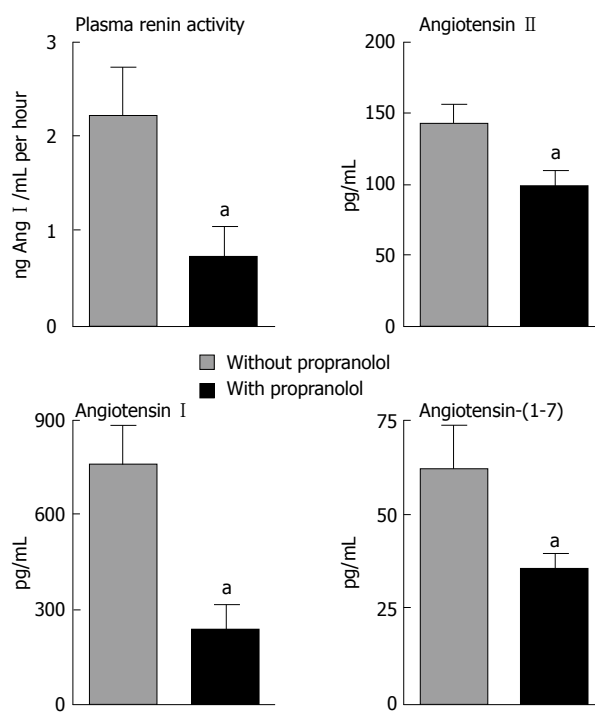 Plasma renin activity
3
2
1
0
ng Ang Ⅰ /mL per hour
a
Angiotensin Ⅱ
200
150
100
50
0
pg/mL
a
Without propranolol
With propranolol
Angiotensin Ⅰ
900
600
300
0
pg/mL
a
Angiotensin-(1-7)
75
50
25
0
pg/mL
a